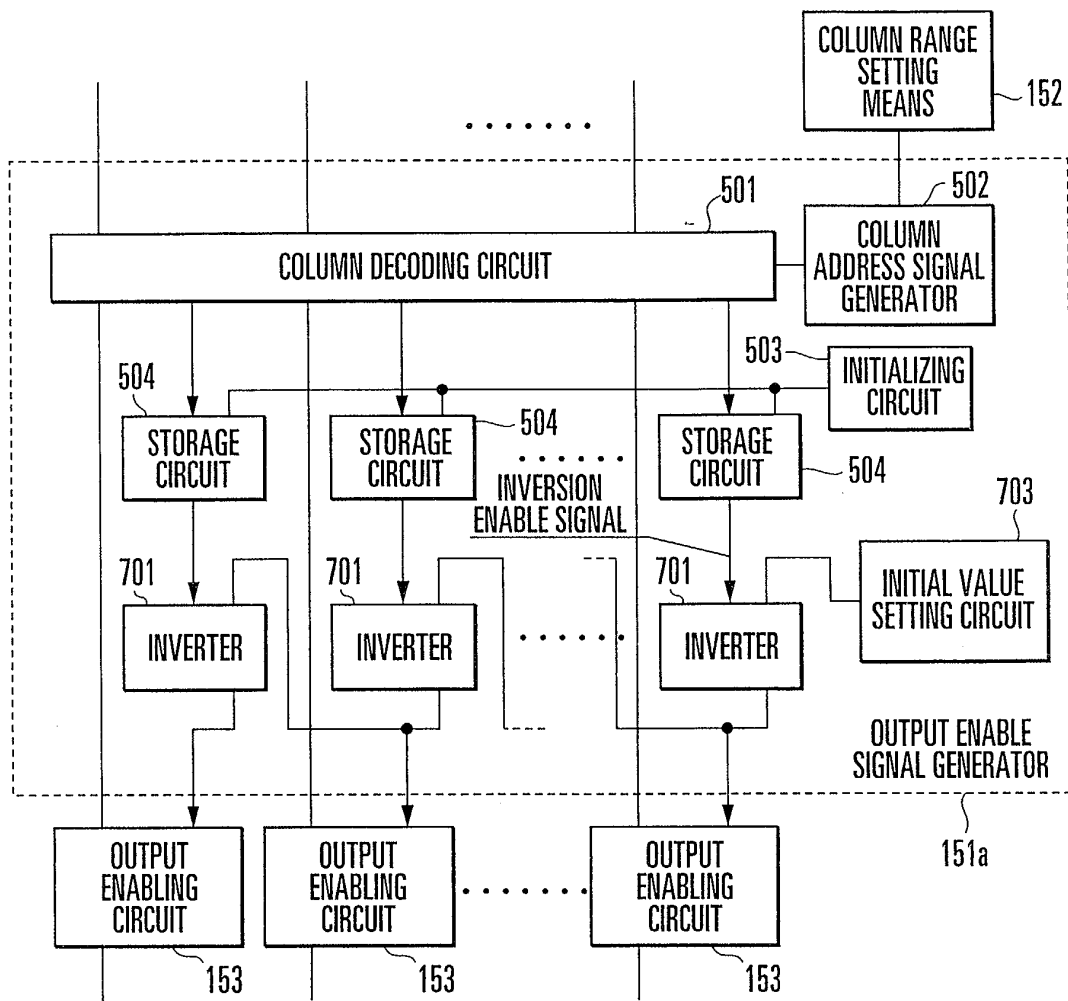 COLUMN RANGE
SETTING
MEANS
152
502
501
COLUMN DECODING CIRCUIT
COLUMN
ADDRESS SIGNAL
GENERATOR
503
INITIALIZING
CIRCUIT
504
STORAGE
CIRCUIT
STORAGE
CIRCUIT
504
STORAGE
CIRCUIT
504
INVERSION
ENABLE SIGNAL
703
INITIAL VALUE
SETTING CIRCUIT
701
INVERTER
701
INVERTER
701
INVERTER
OUTPUT ENABLE
SIGNAL GENERATOR
151a
OUTPUT
ENABLING
CIRCUIT
153
OUTPUT
ENABLING
CIRCUIT
153
OUTPUT
ENABLING
CIRCUIT
153